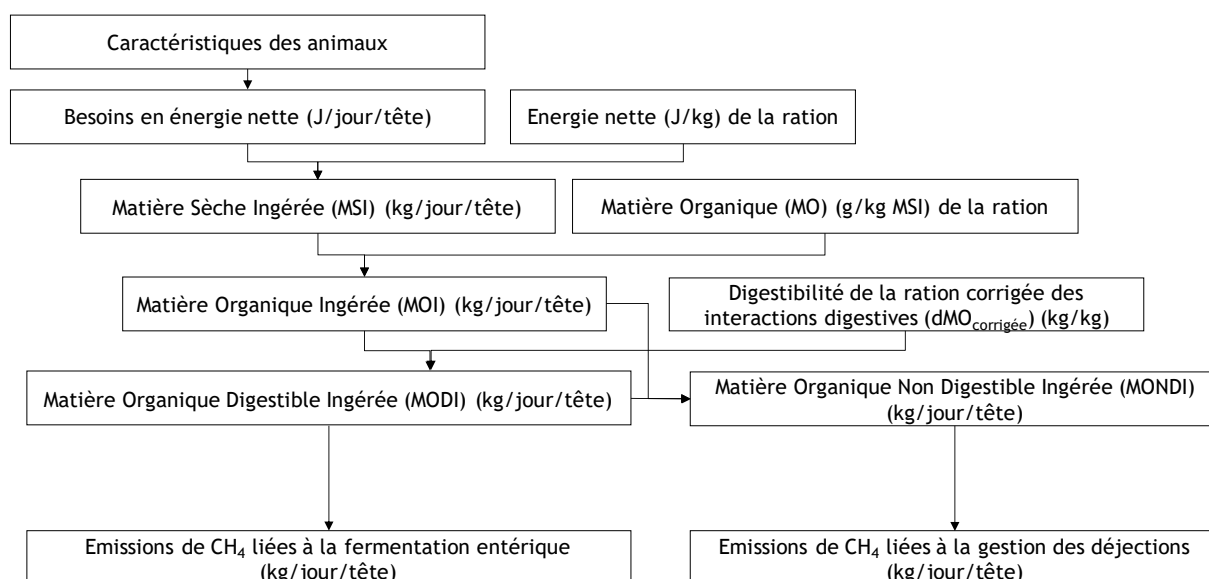 Caractéristiques des animaux
Besoins en énergie nette (J/jour/tête)
Energie nette (J/kg) de la ration
Matière Sèche Ingérée (MSI) (kg/jour/tête)
Matière Organique (MO) (g/kg MSI) de la ration
Matière Organique Ingérée (MOI) (kg/jour/tête)
Digestibilité de la ration corrigée des
interactions digestives (dMOcorrigée) (kg/kg)
Matière Organique Digestible Ingérée (MODI) (kg/jour/tête)
Matière Organique Non Digestible Ingérée (MONDI)
(kg/jour/tête)
Emissions de CH₄ liées à la fermentation entérique
(kg/jour/tête)
Emissions de CH₄ liées à la gestion des déjections
(kg/jour/tête)